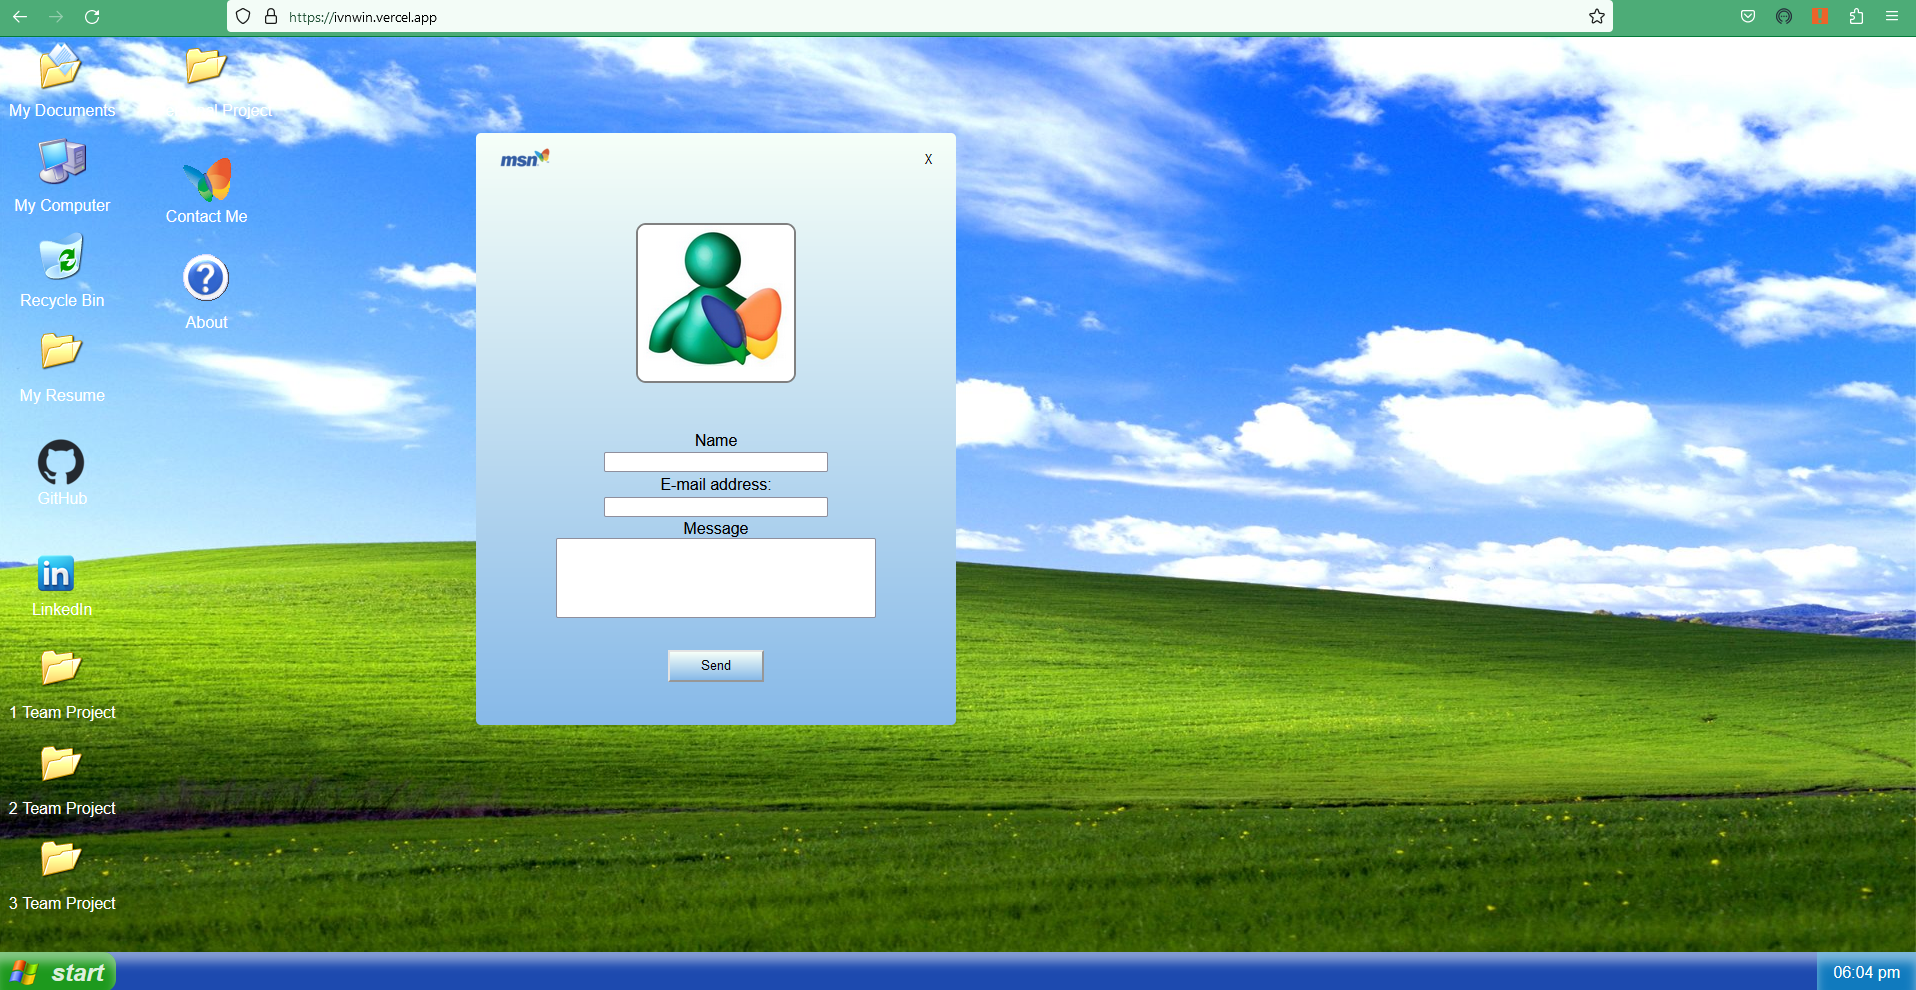 https://ivnwin.vercel.app
My Documents
Project
My Computer
Contact Me
Recycle Bin
About
My Resume
GitHub
LinkedIn
1 Team Project
2 Team Project
3 Team Project
msn
X
Name
E-mail address:
Message
Send
start
06:04 pm